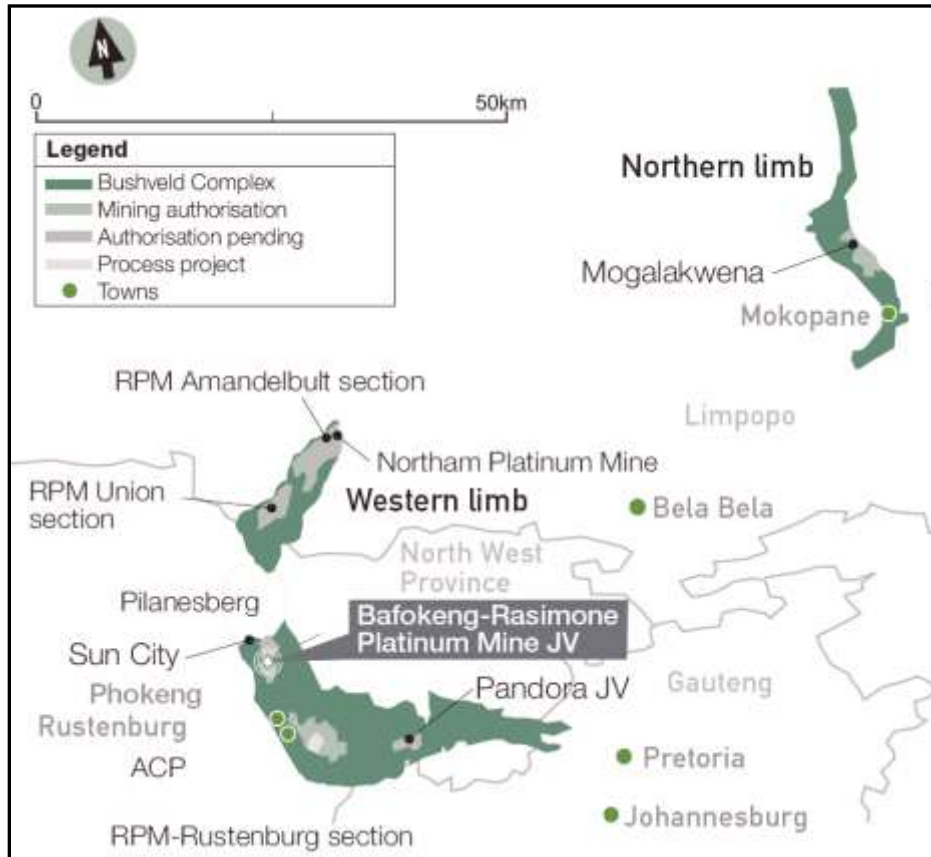 N
0
50km
Legend
Bushveld Complex
Mining authorisation
Authorisation pending
Process project
Towns
Northern limb
Mogalakwena
Mokopane
RPM Amandelbult section
Limpopo
Northam Platinum Mine
RPM Union
section
Western limb
Bela Bela
North West
Province
Pilanesberg
Bafokeng-Rasimone
Platinum Mine JV
Sun City
Pandora JV
Gauteng
Phokeng
Rustenburg
ACP
Pretoria
Johannesburg
RPM-Rustenburg section